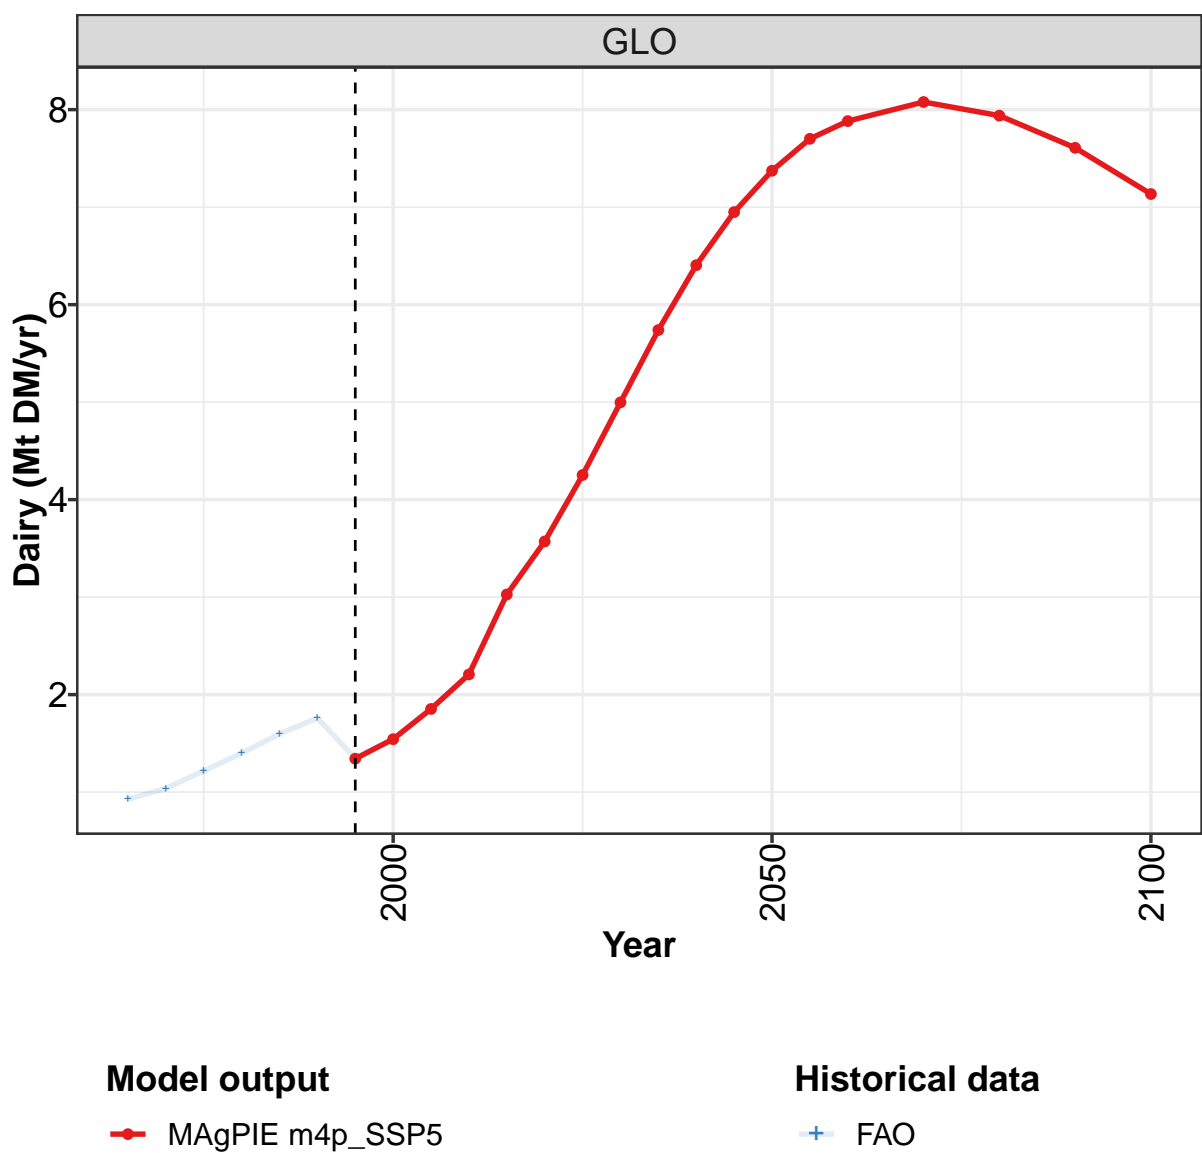 GLO
8
6
4
2
Dairy (Mt DM/yr)
2000
2050
2100
Year
Model output
Historical data
MAgPIE m4p_SSP5
FAO